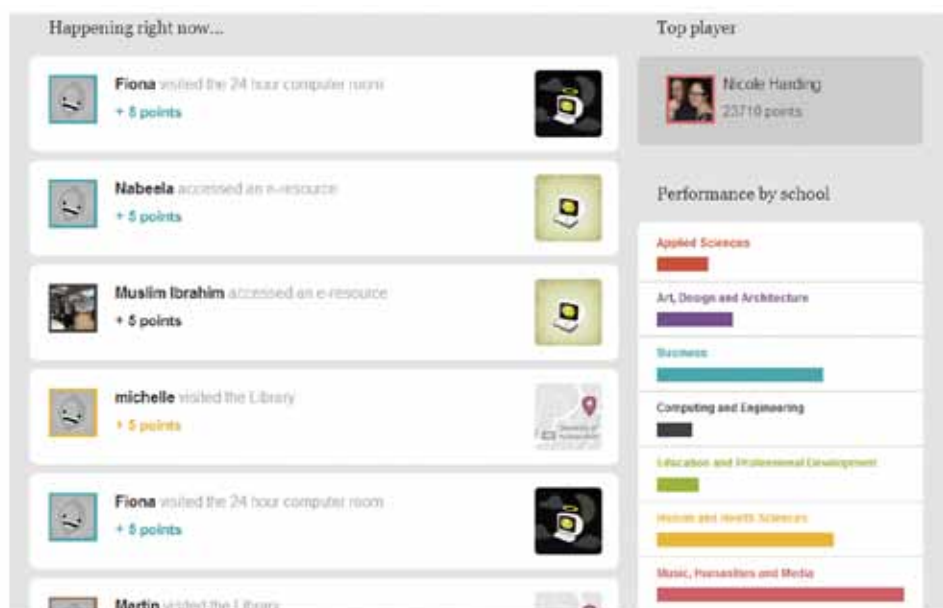 Happening right now...
Fiona visited the 24 hour computer room
+ 5 points
Nabeela accessed an e-resource
+ 5 points
Muslim Ibrahim accessed an e-resource
+ 5 points
michelle visited the Library
+ 5 points
Fiona visited the 24 hour computer room
+ 5 points
Martin visited the Library
Top player
Nicole Harding
23710 points
Performance by school
Applied Sciences
Art, Design and Architecture
Business
Computing and Engineering
Education and Professional Development
Human and Health Sciences
Music, Humanities and Media